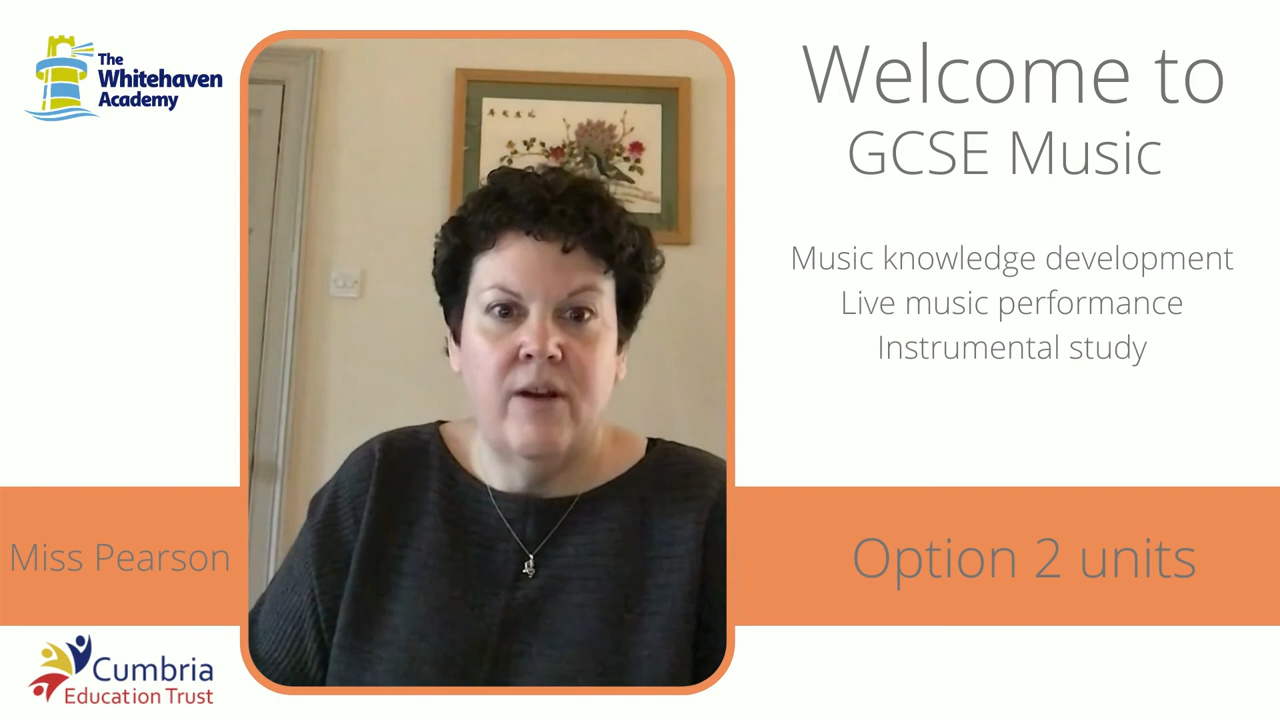 The
Whitehaven
Academy
Welcome to
GCSE Music
Music knowledge development
Live music performance
Instrumental study
Miss Pearson
Option 2 units
Cumbria
Education Trust